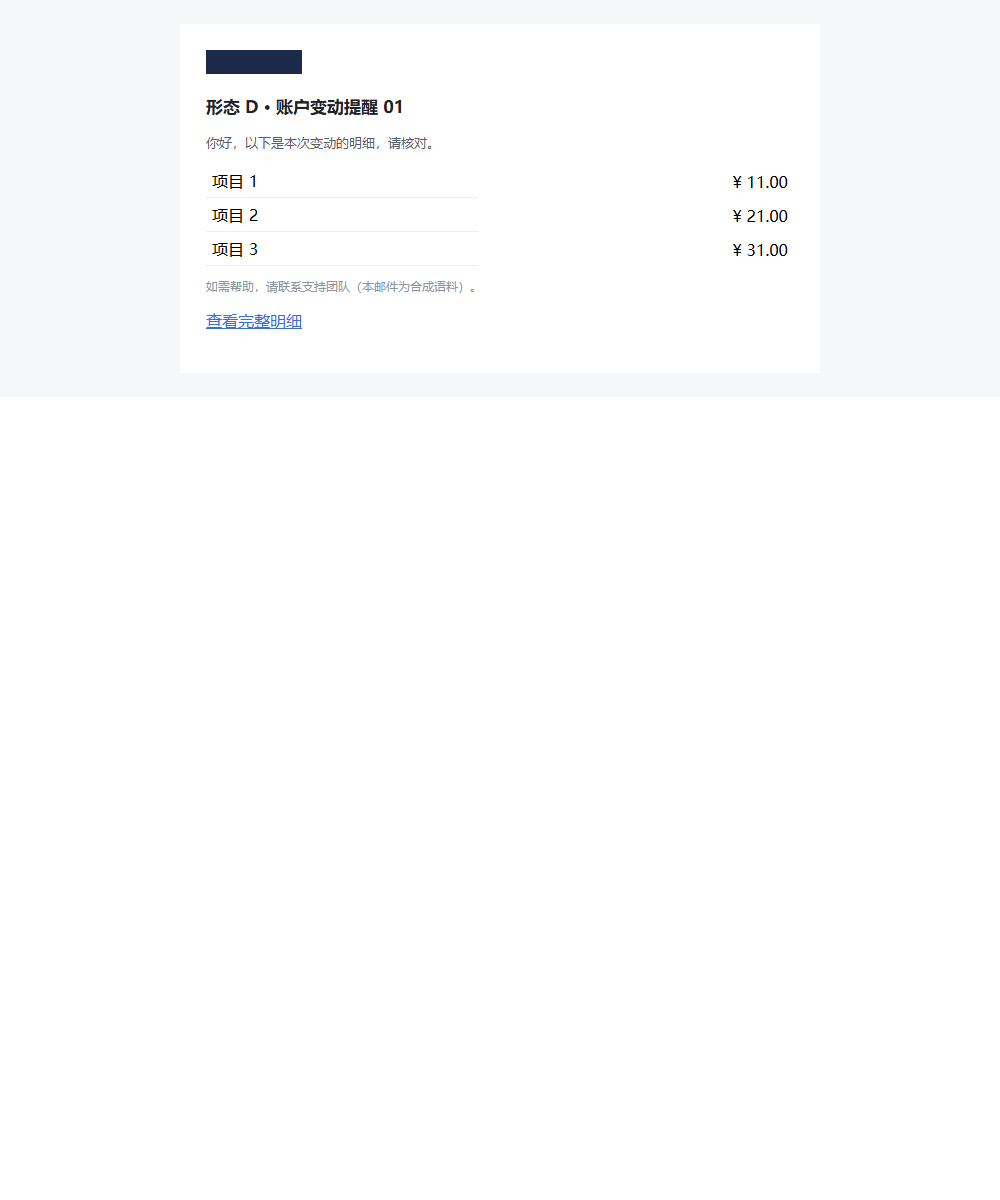 形态 D · 账户变动提醒 01
你好，以下是本次变动的明细，请核对。
项目 1 ¥ 11.00
项目 2 ¥ 21.00
项目 3 ¥ 31.00
如需帮助，请联系支持团队（本邮件为合成语料）。
查看完整明细